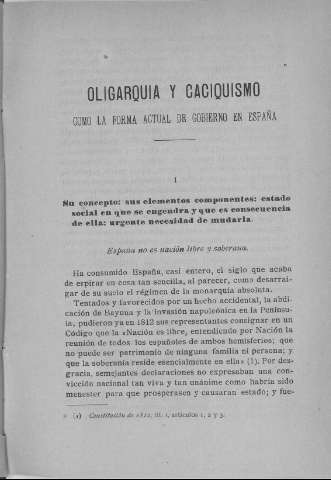 OLIGARQUIA Y CACIQUISMO
COMO LA FORMA ACTUAL DE GOBIERNO EN ESPAÑA
I
Su concepto: sus elementos componentes: estado
social en que se engendra y que es consecuencia
de ella: urgente necesidad de mudarla.
España no es nación libre y soberana.
Ha consumido España, casi entero, el siglo que acaba
de expirar en cosa tan sencilla, al parecer, como desarrai-
gar de su suelo el régimen de la monarquía absoluta.
Tentados y favorecidos por un hecho accidental, la abdi-
cación de Bayona y la invasión napoleónica en la Penínsu-
la, pudieron ya en 1812 sus representantes consignar en un
Código que la «Nación es libre, entendiendo por Nación la
reunión de todos los españoles de ambos hemisferios; que
no puede ser patrimonio de ninguna familia ni persona; y
que la soberanía reside esencialmente en ella» (1). Por des-
gracia, semejantes declaraciones no expresaban una con-
vicción nacional tan viva y tan unánime como habría sido
menester para que prosperasen y causaran estado; y fue-
(1) Constitución de 1812, tít. 1, artículos 1, 2 y 3.